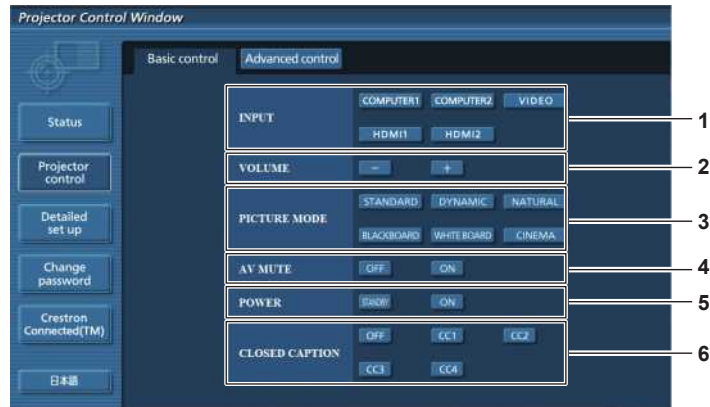 Projector Control Window
Basic control Advanced control
Status
Projector control
Detailed set up
Change password
Crestron Connected(TM)
日本語
INPUT COMPUTER1 COMPUTER2 VIDEO
HDMI1 HDMI2
1
VOLUME - +
2
PICTURE MODE STANDARD DYNAMIC NATURAL
BLACKBOARD WHITE BOARD CINEMA
3
AV MUTE OFF ON
4
POWER STANDBY ON
5
CLOSED CAPTION OFF CC1 CC2
CC3 CC4
6